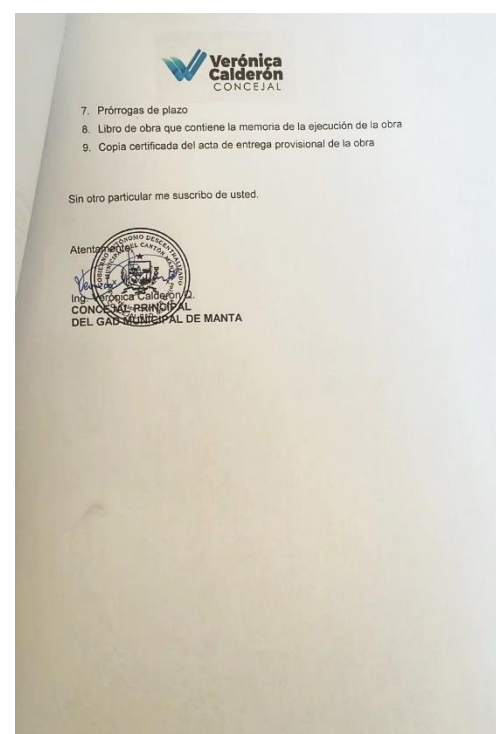 Verónica
Calderón
CONCEJAL
7. Prórrogas de plazo
8. Libro de obra que contiene la memoria de la ejecución de la obra
9. Copia certificada del acta de entrega provisional de la obra
Sin otro particular me suscribo de usted.
Atentamente,
Ing. Verónica Calderón Q.
CONCEJAL PRINCIPAL
DEL GAD MUNICIPAL DE MANTA